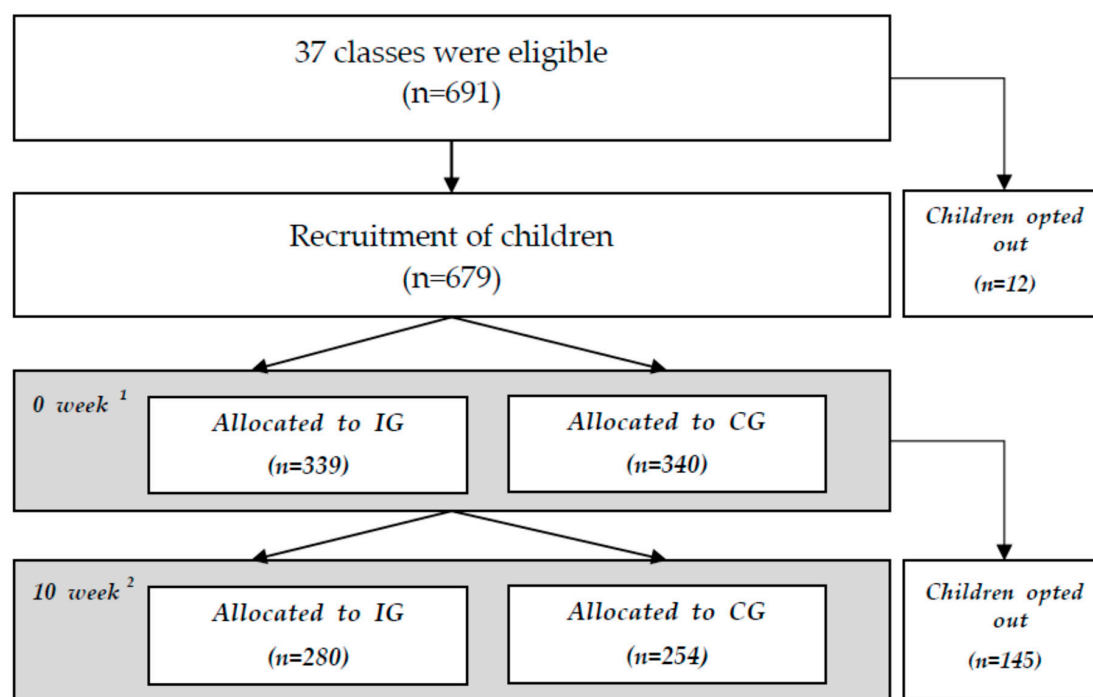 37 classes were eligible
(n=691)
Recruitment of children
(n=679)
Children opted
out
(n=12)
0 week 1
Allocated to IG
(n=339)
Allocated to CG
(n=340)
10 week 2
Allocated to IG
(n=280)
Allocated to CG
(n=254)
Children opted
out
(n=145)